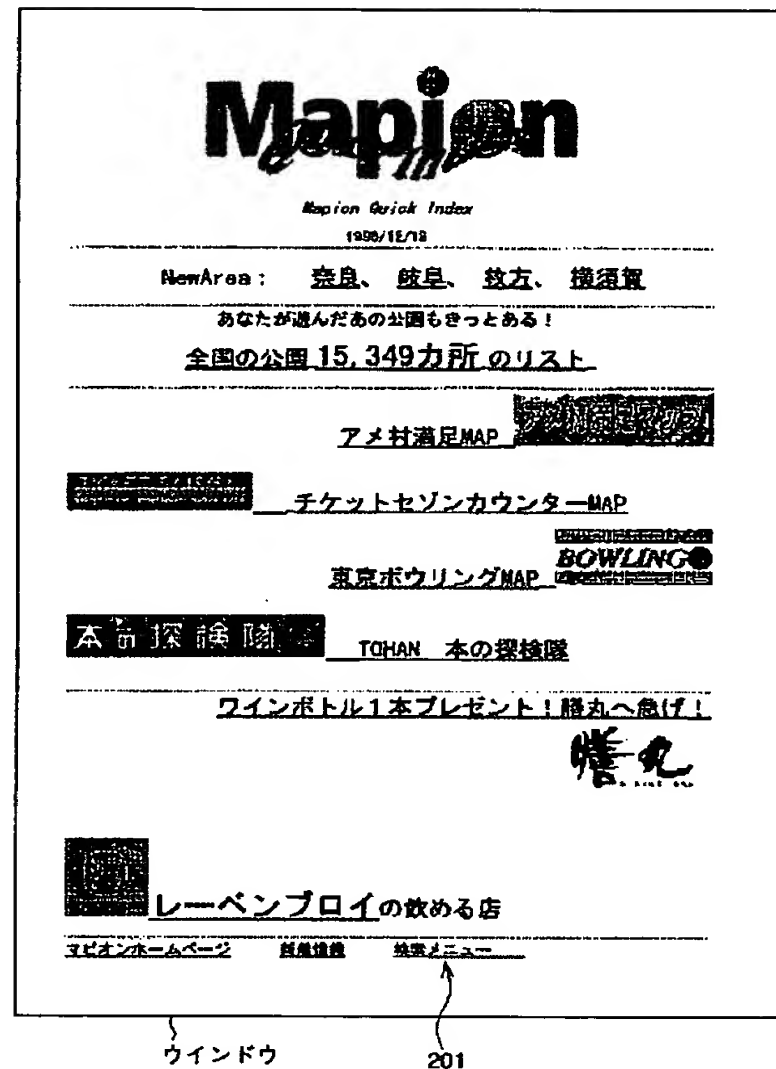 Mapion
Mapion Quick Index
NewArea： 奈良、 岐阜、 枚方、 横須賀
あなたが遊んだあの公園もきっとある！
全国の公園 15,349カ所 のリスト
アメ村満足MAP
チケットセゾンカウンターMAP
BOWLING
東京ボウリングMAP
本の探検隊 TOHAN 本の探検隊
ワインボトル１本プレゼント！膳丸へ急げ！
膳丸
レーベンブロイの飲める店
マピオンホームページ 新着情報 検索メニュー
ウインドウ 201